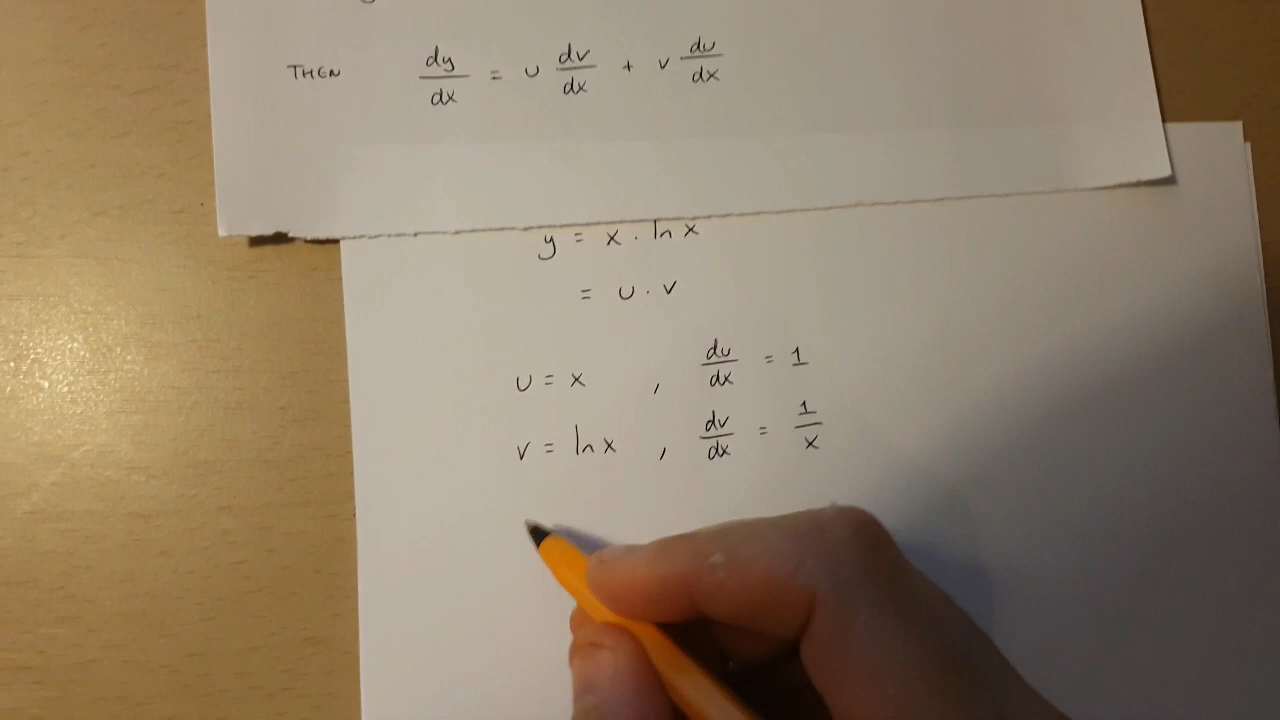 THEN dy/dx = u dv/dx + v du/dx
y = x . ln x
= u . v
u = x , du/dx = 1
v = ln x , dv/dx = 1/x